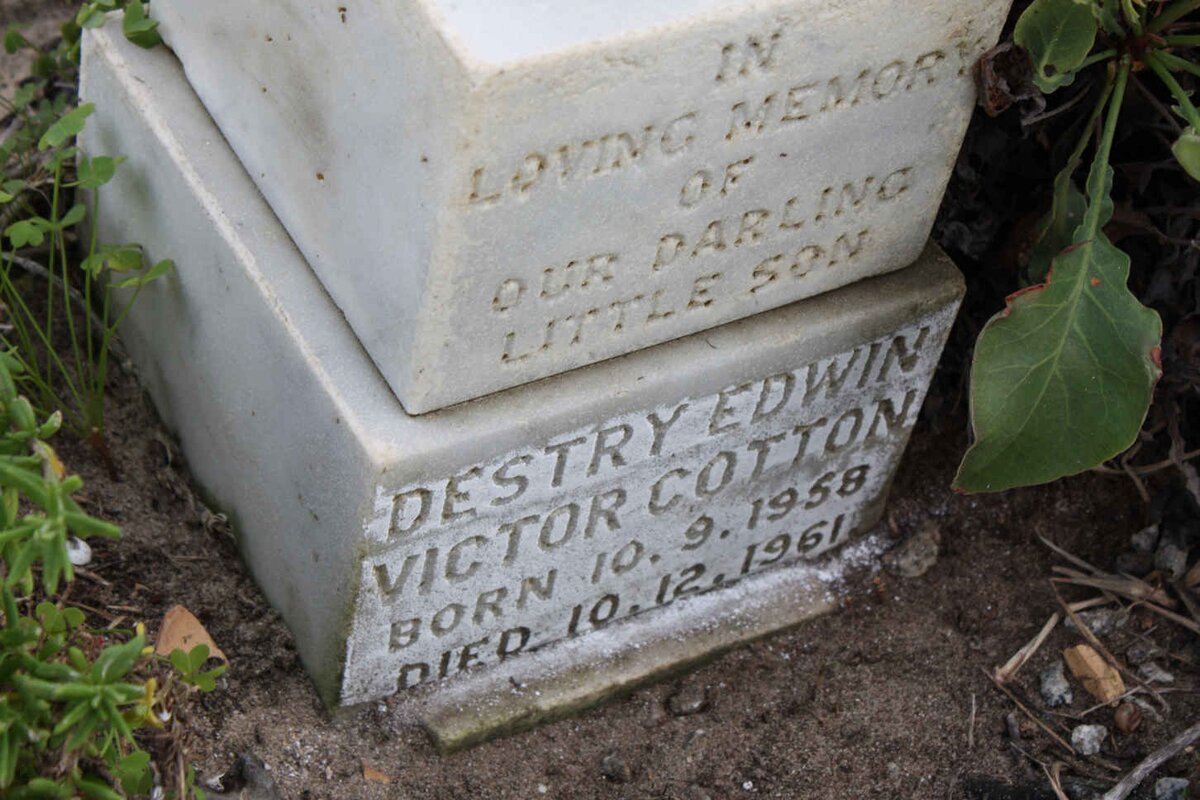 IN
LOVING MEMORY
OF
OUR DARLING
LITTLE SON
DESTRY EDWIN
VICTOR COTTON
BORN 10. 9. 1958
DIED. 10. 12. 1961